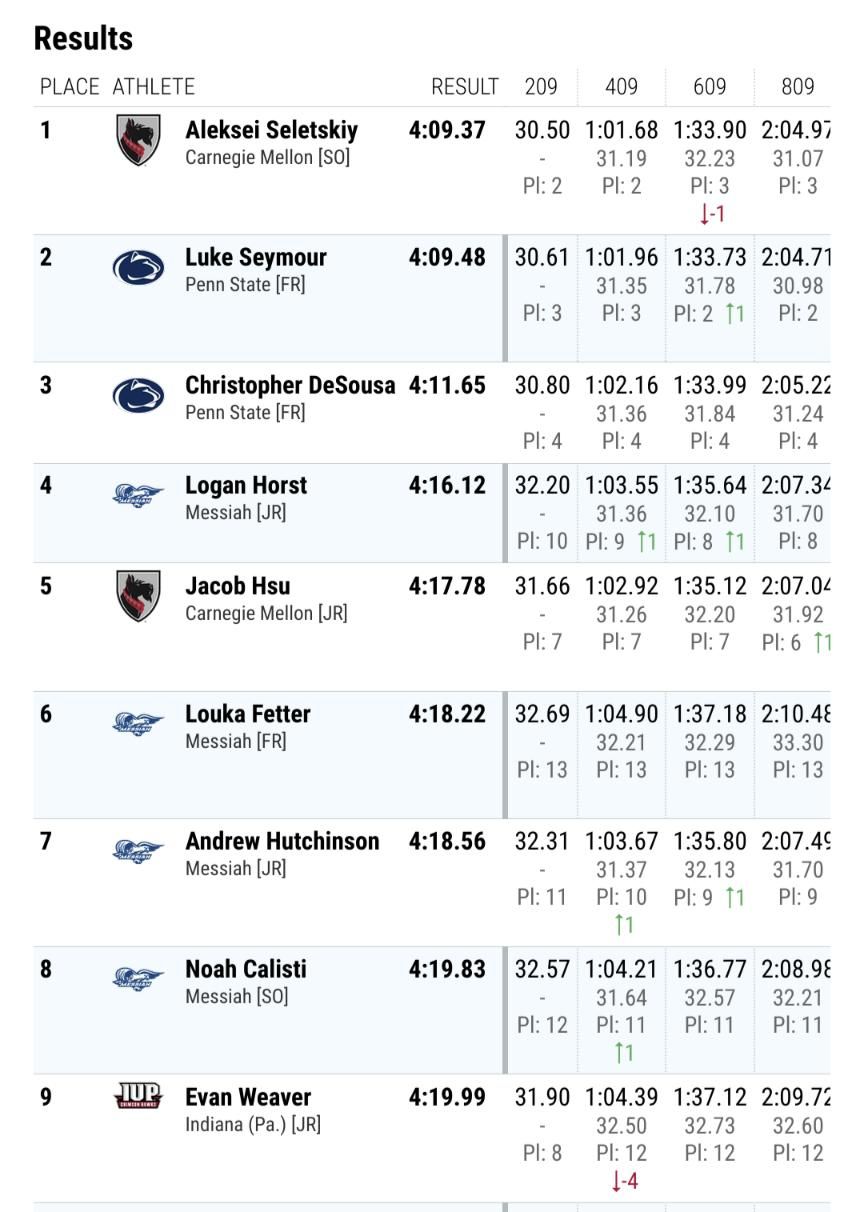 Results
PLACE ATHLETE RESULT 209 409 609 809
1 Aleksei Seletskiy 4:09.37 30.50 1:01.68 1:33.90 2:04.97
Carnegie Mellon [SO] - 31.19 32.23 31.07
Pl: 2 Pl: 2 Pl: 3 Pl: 3
↓-1
2 Luke Seymour 4:09.48 30.61 1:01.96 1:33.73 2:04.71
Penn State [FR] - 31.35 31.78 30.98
Pl: 3 Pl: 3 Pl: 2 ↑1 Pl: 2
3 Christopher DeSousa 4:11.65 30.80 1:02.16 1:33.99 2:05.22
Penn State [FR] - 31.36 31.84 31.24
Pl: 4 Pl: 4 Pl: 4 Pl: 4
4 MESSIAH Logan Horst 4:16.12 32.20 1:03.55 1:35.64 2:07.34
Messiah [JR] - 31.36 32.10 31.70
Pl: 10 Pl: 9 ↑1 Pl: 8 ↑1 Pl: 8
5 Jacob Hsu 4:17.78 31.66 1:02.92 1:35.12 2:07.04
Carnegie Mellon [JR] - 31.26 32.20 31.92
Pl: 7 Pl: 7 Pl: 7 Pl: 6 ↑1
6 MESSIAH Louka Fetter 4:18.22 32.69 1:04.90 1:37.18 2:10.48
Messiah [FR] - 32.21 32.29 33.30
Pl: 13 Pl: 13 Pl: 13 Pl: 13
7 MESSIAH Andrew Hutchinson 4:18.56 32.31 1:03.67 1:35.80 2:07.49
Messiah [JR] - 31.37 32.13 31.70
Pl: 11 Pl: 10 Pl: 9 ↑1 Pl: 9
↑1
8 MESSIAH Noah Calisti 4:19.83 32.57 1:04.21 1:36.77 2:08.98
Messiah [SO] - 31.64 32.57 32.21
Pl: 12 Pl: 11 Pl: 11 Pl: 11
↑1
9 IUP Evan Weaver 4:19.99 31.90 1:04.39 1:37.12 2:09.72
CRIMSON HAWKS
Indiana (Pa.) [JR] - 32.50 32.73 32.60
Pl: 8 Pl: 12 Pl: 12 Pl: 12
↓-4